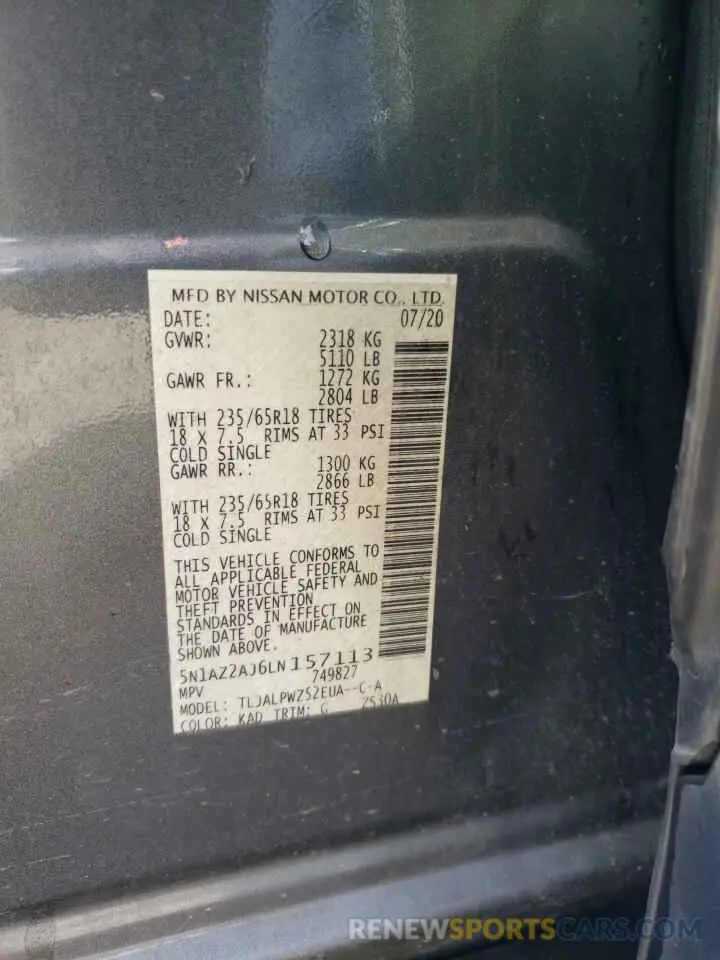 MFD BY NISSAN MOTOR CO., LTD.
DATE: 07/20
GVWR: 2318 KG
5110 LB
GAWR FR.: 1272 KG
2804 LB
WITH 235/65R18 TIRES
18 X 7.5 RIMS AT 33 PSI
COLD SINGLE
GAWR RR.: 1300 KG
2866 LB
WITH 235/65R18 TIRES
18 X 7.5 RIMS AT 33 PSI
COLD SINGLE
THIS VEHICLE CONFORMS TO
ALL APPLICABLE FEDERAL
MOTOR VEHICLE SAFETY AND
THEFT PREVENTION
STANDARDS IN EFFECT ON
THE DATE OF MANUFACTURE
SHOWN ABOVE.
5N1AZ2AJ6LN157113
MPV 749827
MODEL: TLJALPWZ52EUA--C-A
COLOR: KAD TRIM: G Z530A
RENEWSPORTSCARS.COM